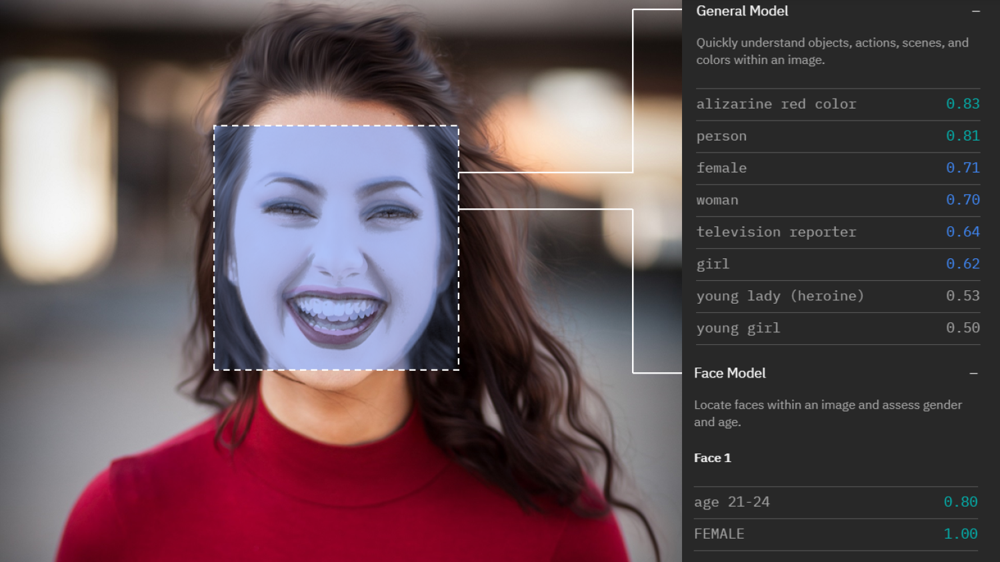 General Model
–
Quickly understand objects, actions, scenes, and
colors within an image.
alizarine red color 0.83
person 0.81
female 0.71
woman 0.70
television reporter 0.64
girl 0.62
young lady (heroine) 0.53
young girl 0.50
Face Model
–
Locate faces within an image and assess gender
and age.
Face 1
age 21-24 0.80
FEMALE 1.00